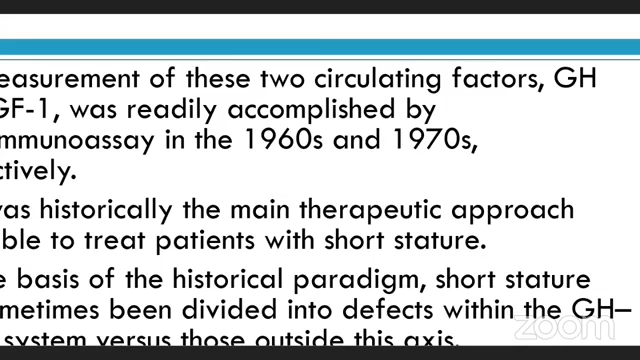 easurement of these two circulating factors, GH
GF-1, was readily accomplished by
mmunoassay in the 1960s and 1970s,
ctively.
was historically the main therapeutic approach
ble to treat patients with short stature.
e basis of the historical paradigm, short stature
ometimes been divided into defects within the GH–
system versus those outside this axis.
zoom